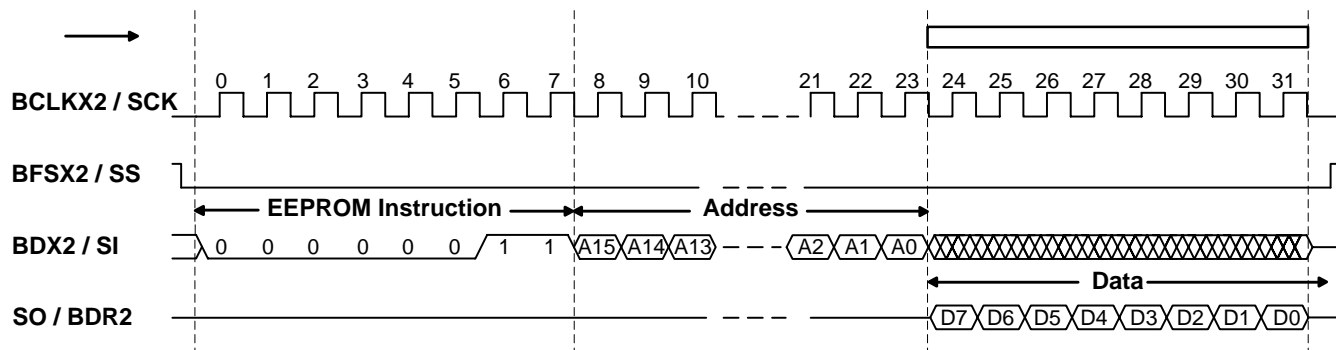 0 1 2 3 4 5 6 7 8 9 10 21 22 23 24 25 26 27 28 29 30 31
BCLKX2 / SCK
BFSX2 / SS
EEPROM Instruction Address
BDX2 / SI 0 0 0 0 0 0 1 1 A15 A14 A13 A2 A1 A0
Data
SO / BDR2 D7 D6 D5 D4 D3 D2 D1 D0